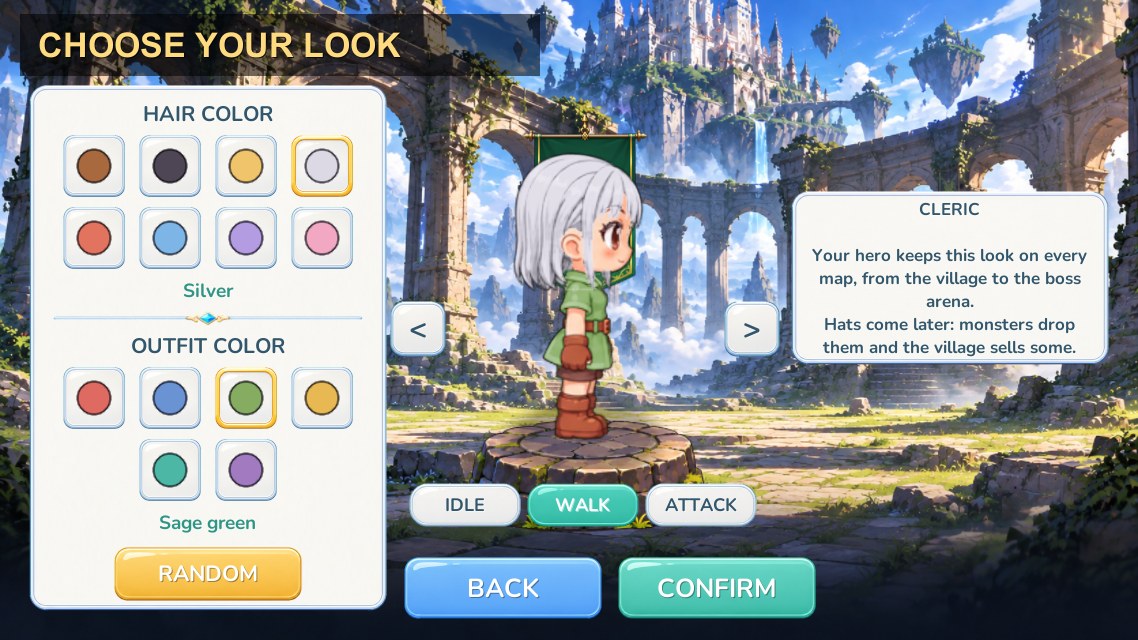 CHOOSE YOUR LOOK
HAIR COLOR
Silver
OUTFIT COLOR
Sage green
RANDOM
<
>
IDLE
WALK
ATTACK
BACK
CONFIRM
CLERIC
Your hero keeps this look on every
map, from the village to the boss
arena.
Hats come later: monsters drop
them and the village sells some.